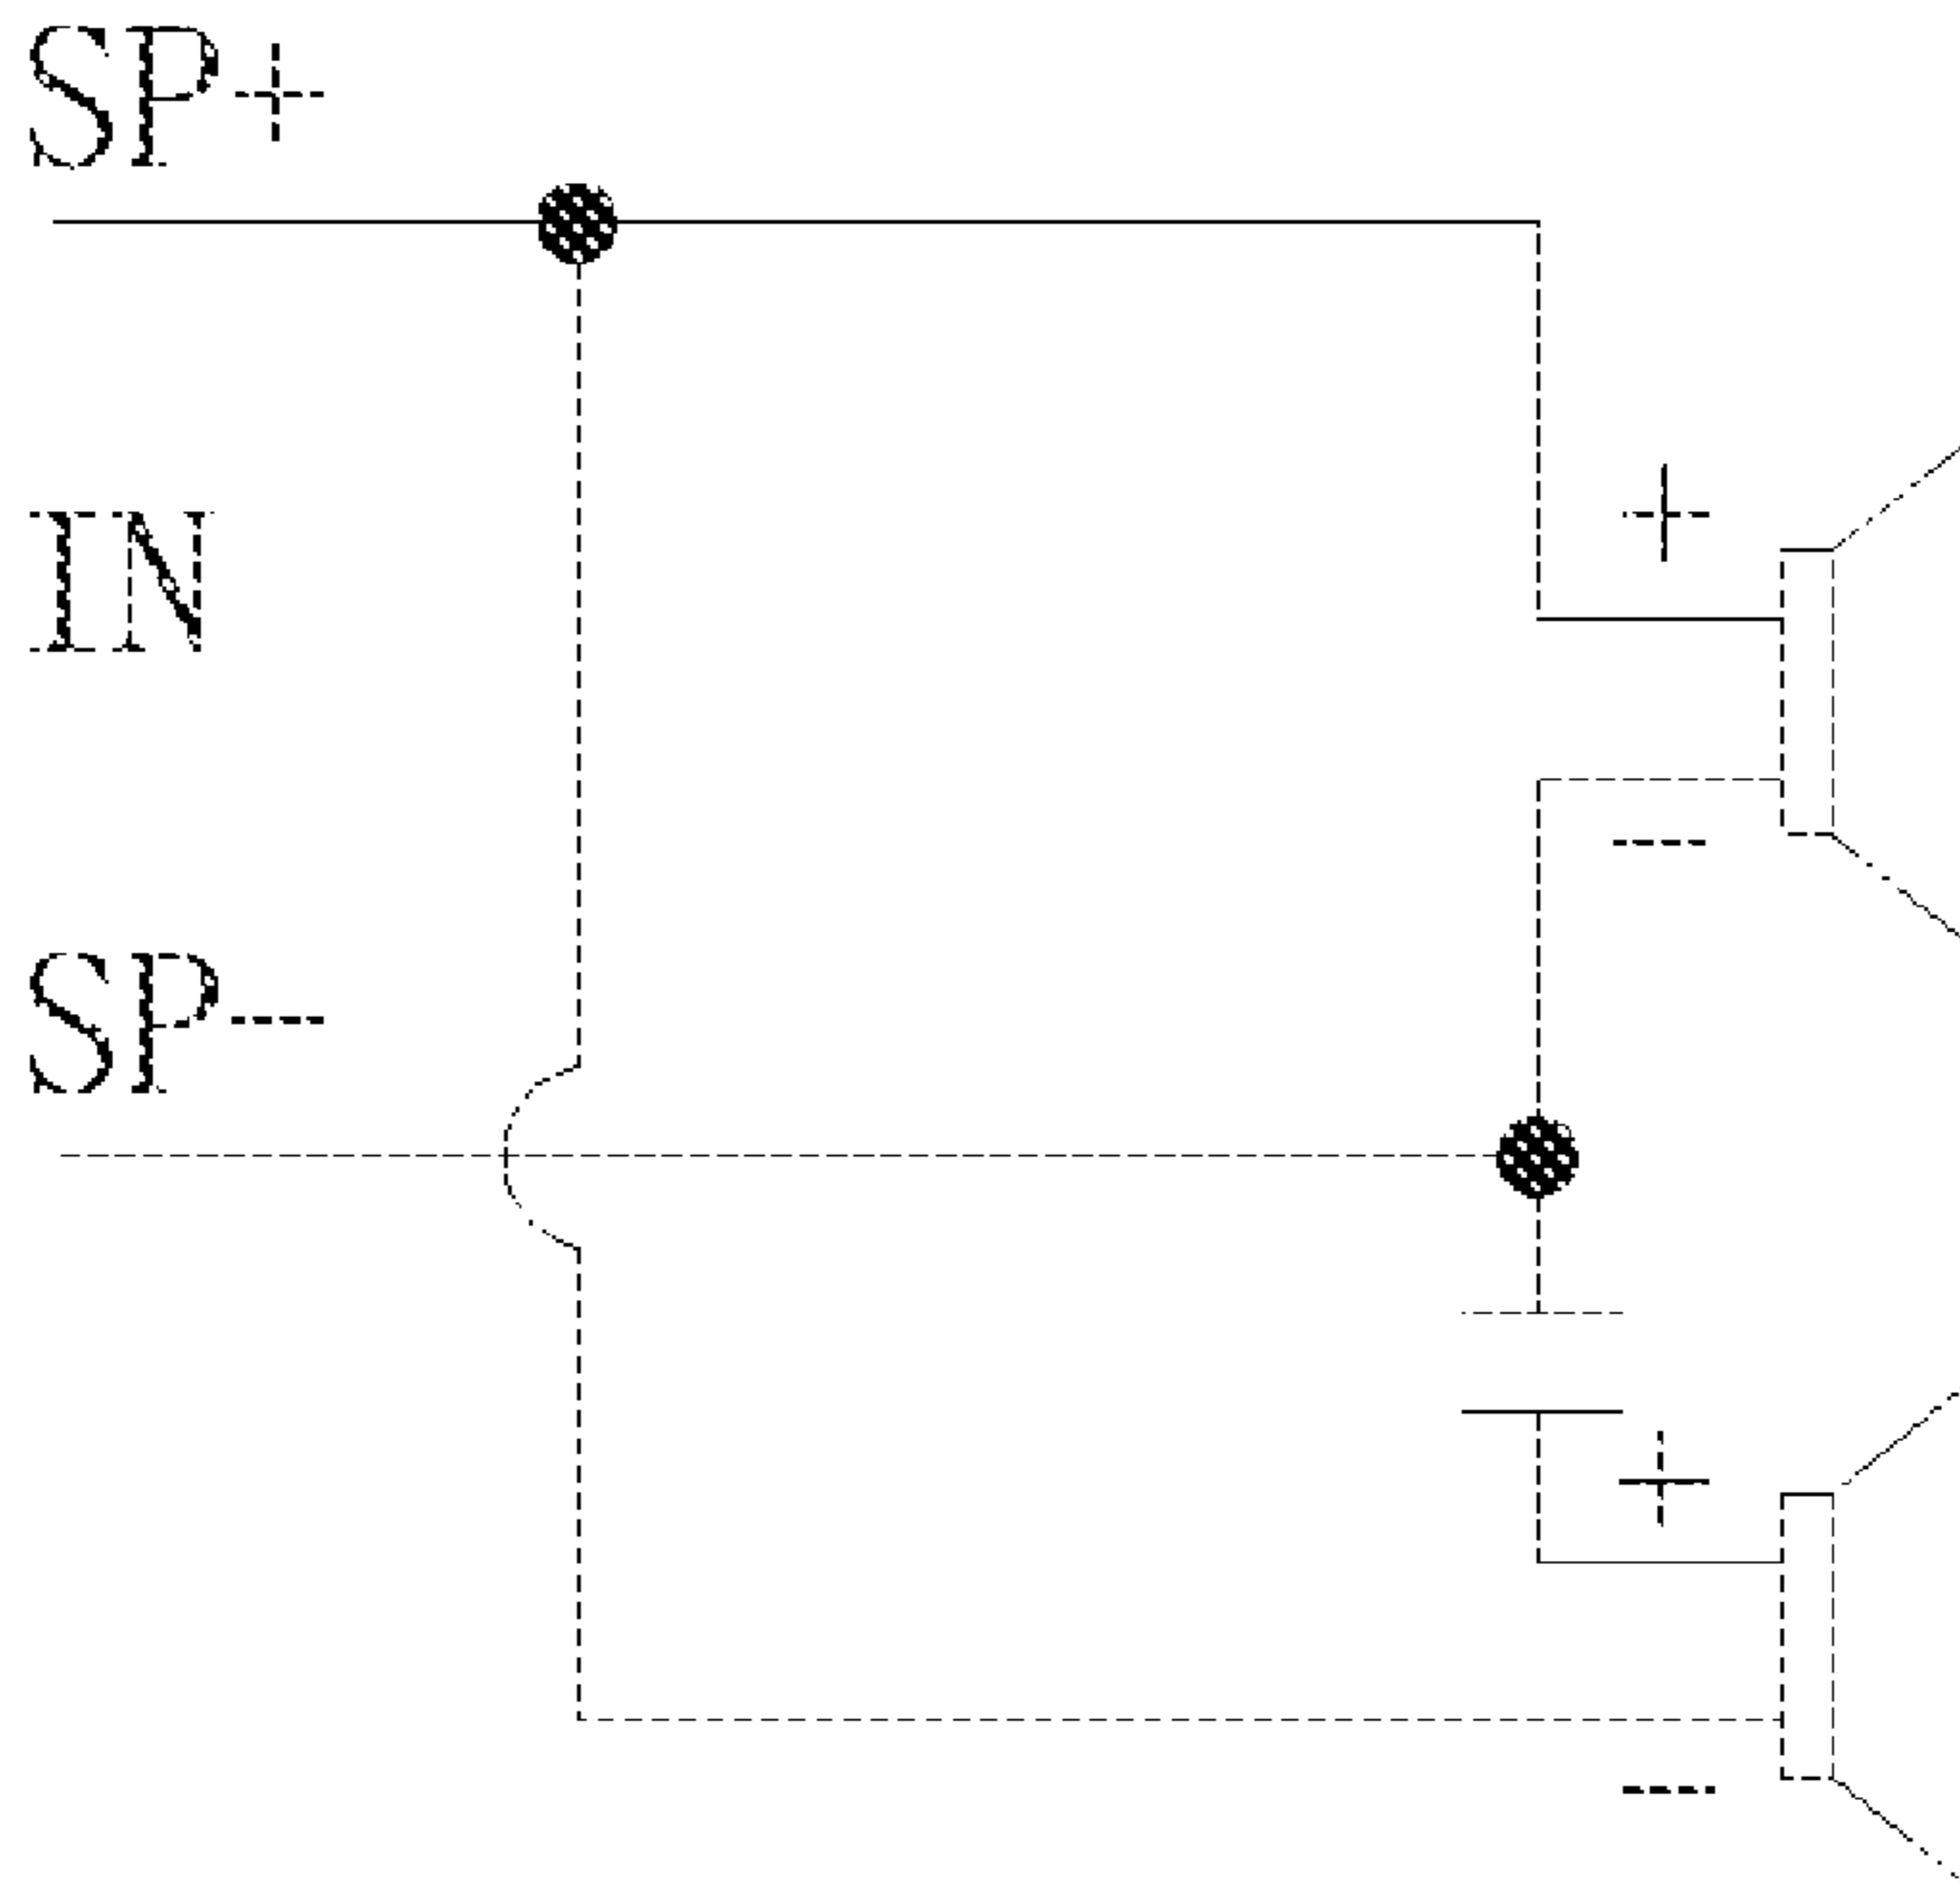 SP+
IN
+
-
SP-
+
-